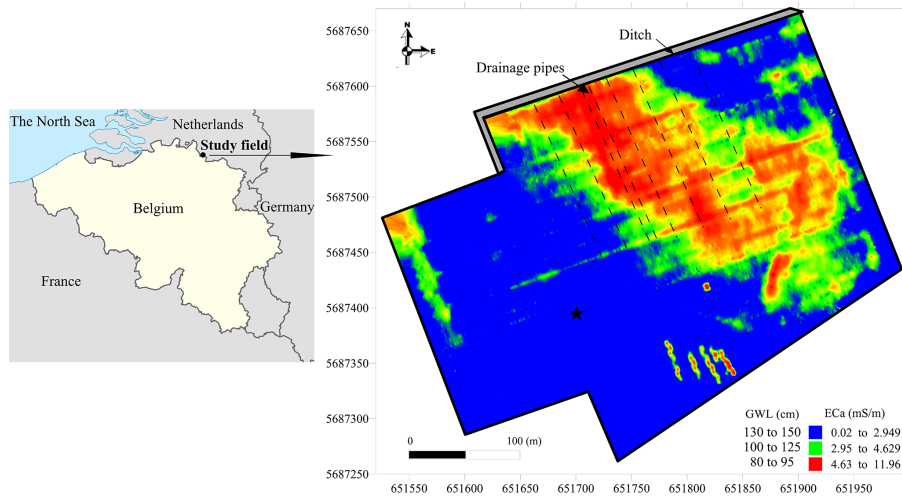 The North Sea
Netherlands
Study field
Belgium
Germany
France
N
E
Ditch
Drainage pipes
5687650
5687600
5687550
5687500
5687450
5687400
5687350
5687300
5687250
651550
651600
651650
651700
651750
651800
651850
651900
651950
0 100 (m)
GWL (cm) ECa (mS/m)
130 to 150 0.02 to 2.949
100 to 125 2.95 to 4.629
80 to 95 4.63 to 11.96